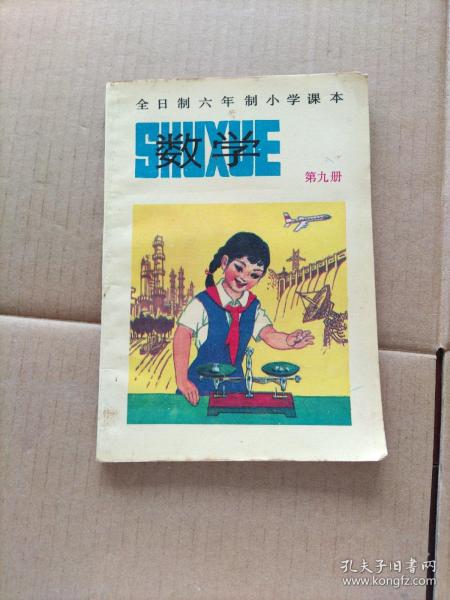 全日制六年制小学课本
SHUXUE
数学
第九册
孔夫子旧书网
www.kongfz.com